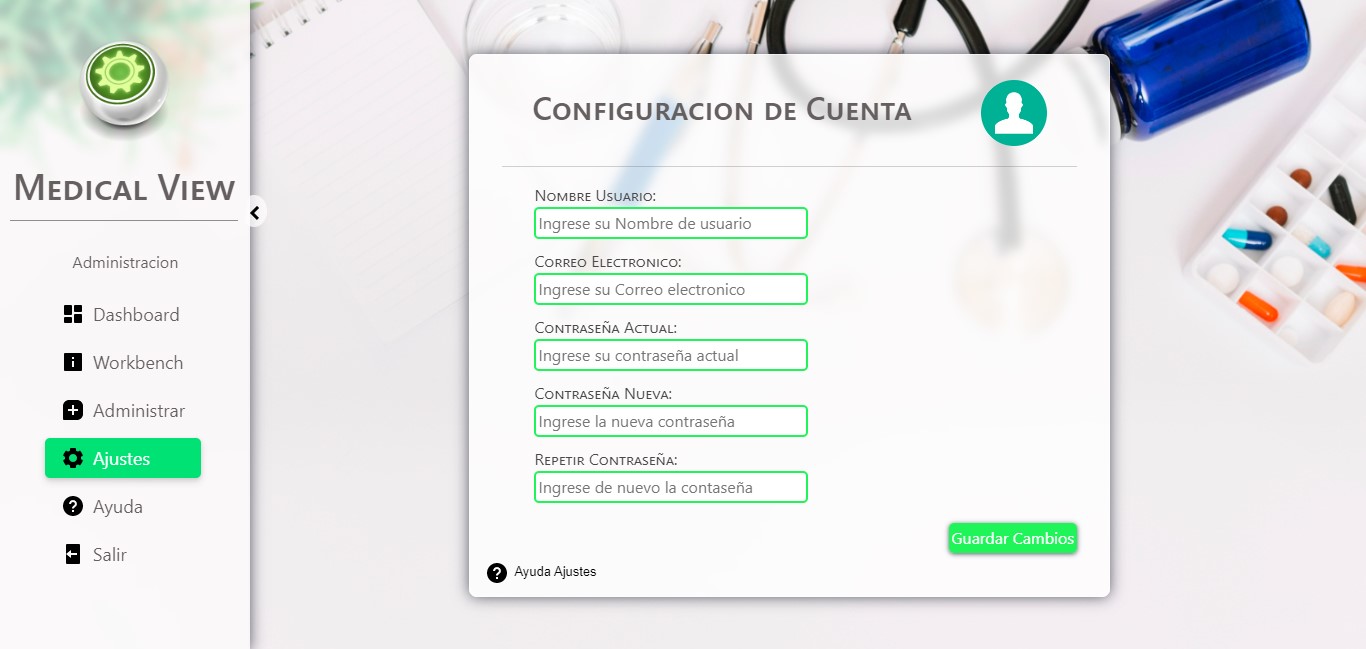 Medical View
Administracion
Dashboard
Workbench
Administrar
Ajustes
Ayuda
Salir
Configuracion de Cuenta
Nombre Usuario:
Ingrese su Nombre de usuario
Correo Electronico:
Ingrese su Correo electronico
Contraseña Actual:
Ingrese su contraseña actual
Contraseña Nueva:
Ingrese la nueva contraseña
Repetir Contraseña:
Ingrese de nuevo la contaseña
Guardar Cambios
Ayuda Ajustes